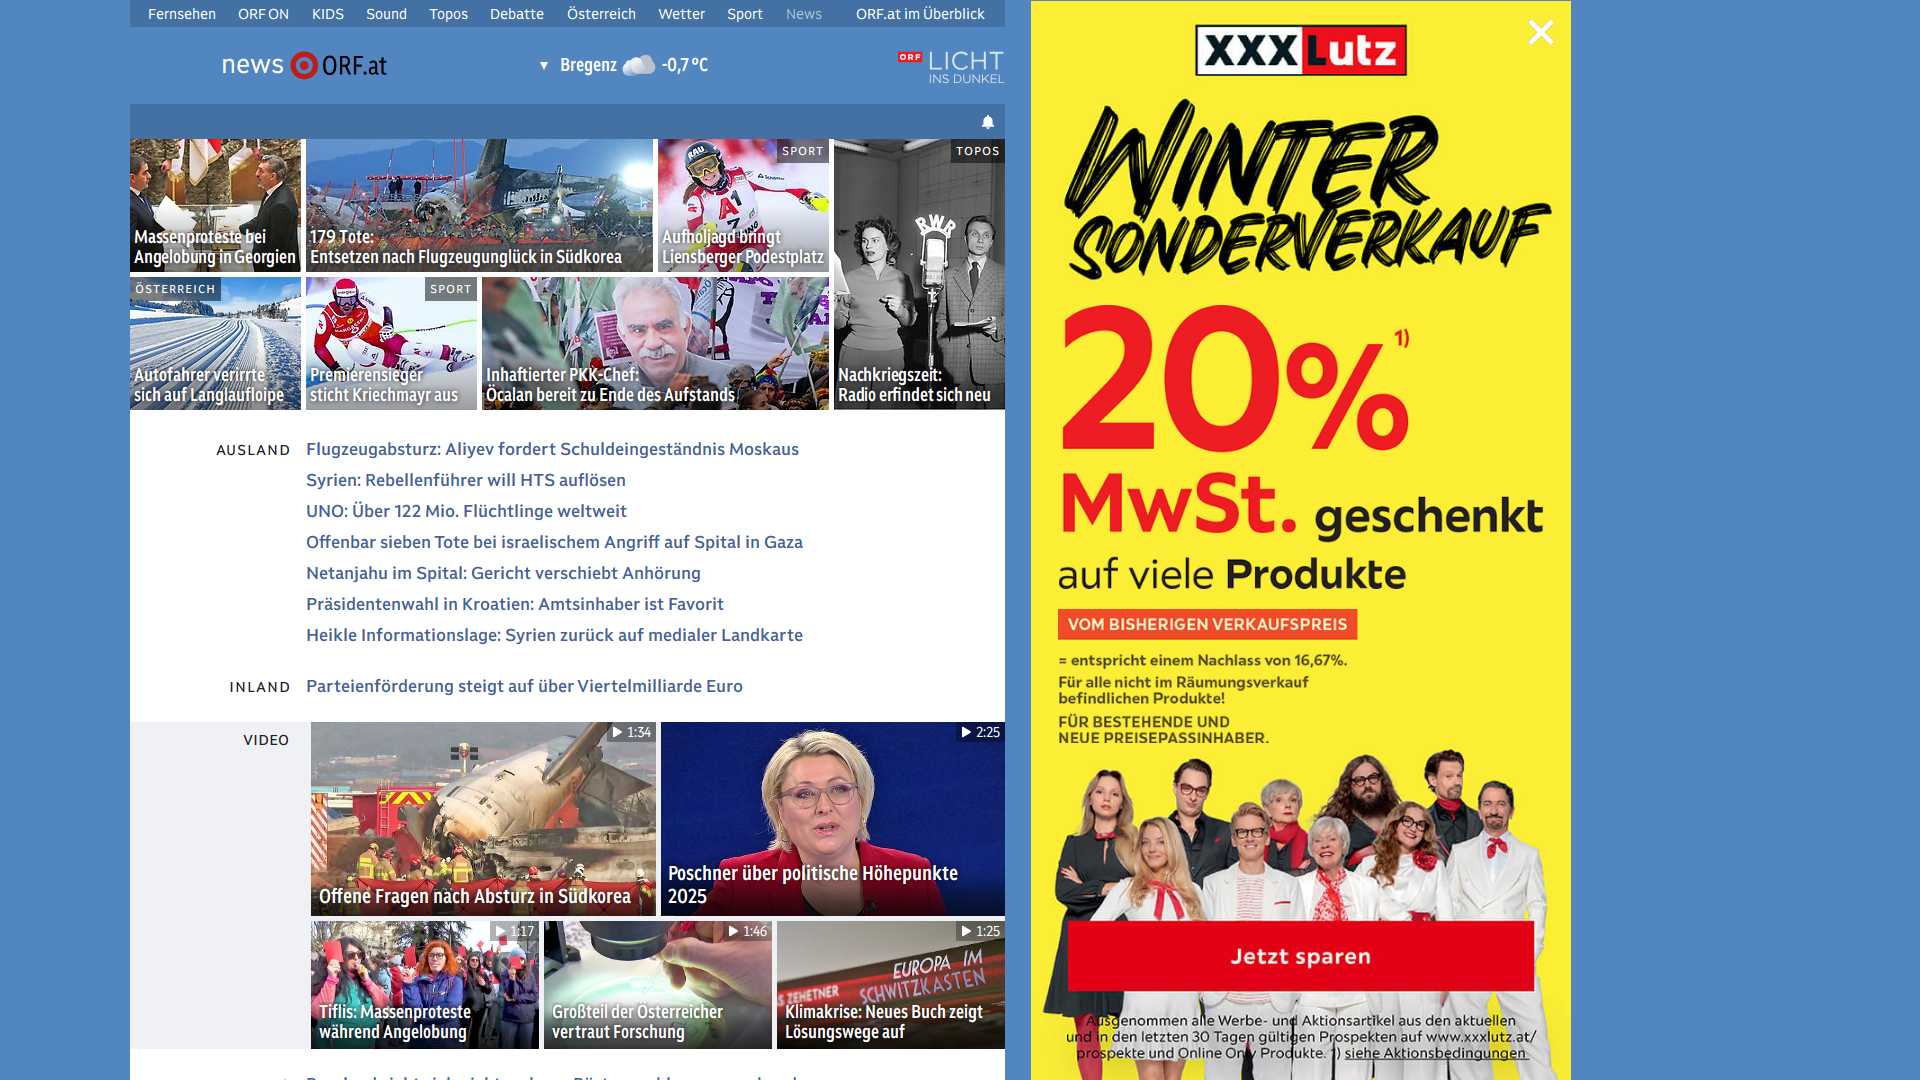 Fernsehen ORF ON KIDS Sound Topos Debatte Österreich Wetter Sport News ORF.at im Überblick
news ORF.at
▼ Bregenz -0,7 °C
ORF LICHT
INS DUNKEL
Massenproteste bei
Angelobung in Georgien
179 Tote:
Entsetzen nach Flugzeugunglück in Südkorea
SPORT
RAU
Aufholjagd bringt
Liensberger Podestplatz
TOPOS
RWR
Nachkriegszeit:
Radio erfindet sich neu
ÖSTERREICH
Autofahrer verirrte
sich auf Langlaufloipe
SPORT
Premierensieger
sticht Kriechmayr aus
Inhaftierter PKK-Chef:
Öcalan bereit zu Ende des Aufstands
AUSLAND
Flugzeugabsturz: Aliyev fordert Schuldeingeständnis Moskaus
Syrien: Rebellenführer will HTS auflösen
UNO: Über 122 Mio. Flüchtlinge weltweit
Offenbar sieben Tote bei israelischem Angriff auf Spital in Gaza
Netanjahu im Spital: Gericht verschiebt Anhörung
Präsidentenwahl in Kroatien: Amtsinhaber ist Favorit
Heikle Informationslage: Syrien zurück auf medialer Landkarte
INLAND
Parteienförderung steigt auf über Viertelmilliarde Euro
VIDEO
1:34
Offene Fragen nach Absturz in Südkorea
2:25
Poschner über politische Höhepunkte
2025
1:17
Tiflis: Massenproteste
während Angelobung
1:46
Großteil der Österreicher
vertraut Forschung
1:25
EUROPA IM
ZEHETNER SCHWITZKASTEN
Klimakrise: Neues Buch zeigt
Lösungswege auf
XXXLutz
WINTER
SONDERVERKAUF
20% 1)
MwSt. geschenkt
auf viele Produkte
VOM BISHERIGEN VERKAUFSPREIS
= entspricht einem Nachlass von 16,67%.
Für alle nicht im Räumungsverkauf
befindlichen Produkte!
FÜR BESTEHENDE UND
NEUE PREISEPASSINHABER.
Jetzt sparen
Ausgenommen alle Werbe- und Aktionsartikel aus den aktuellen
und in den letzten 30 Tagen gültigen Prospekten auf www.xxxlutz.at/
prospekte und Online Only Produkte. 1) siehe Aktionsbedingungen